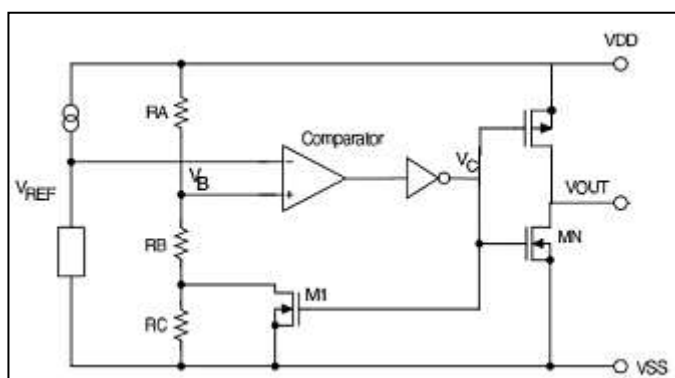 VDD
RA
Comparator
-
VB
VC
VREF
+
VOUT
RB
MN
M1
RC
VSS